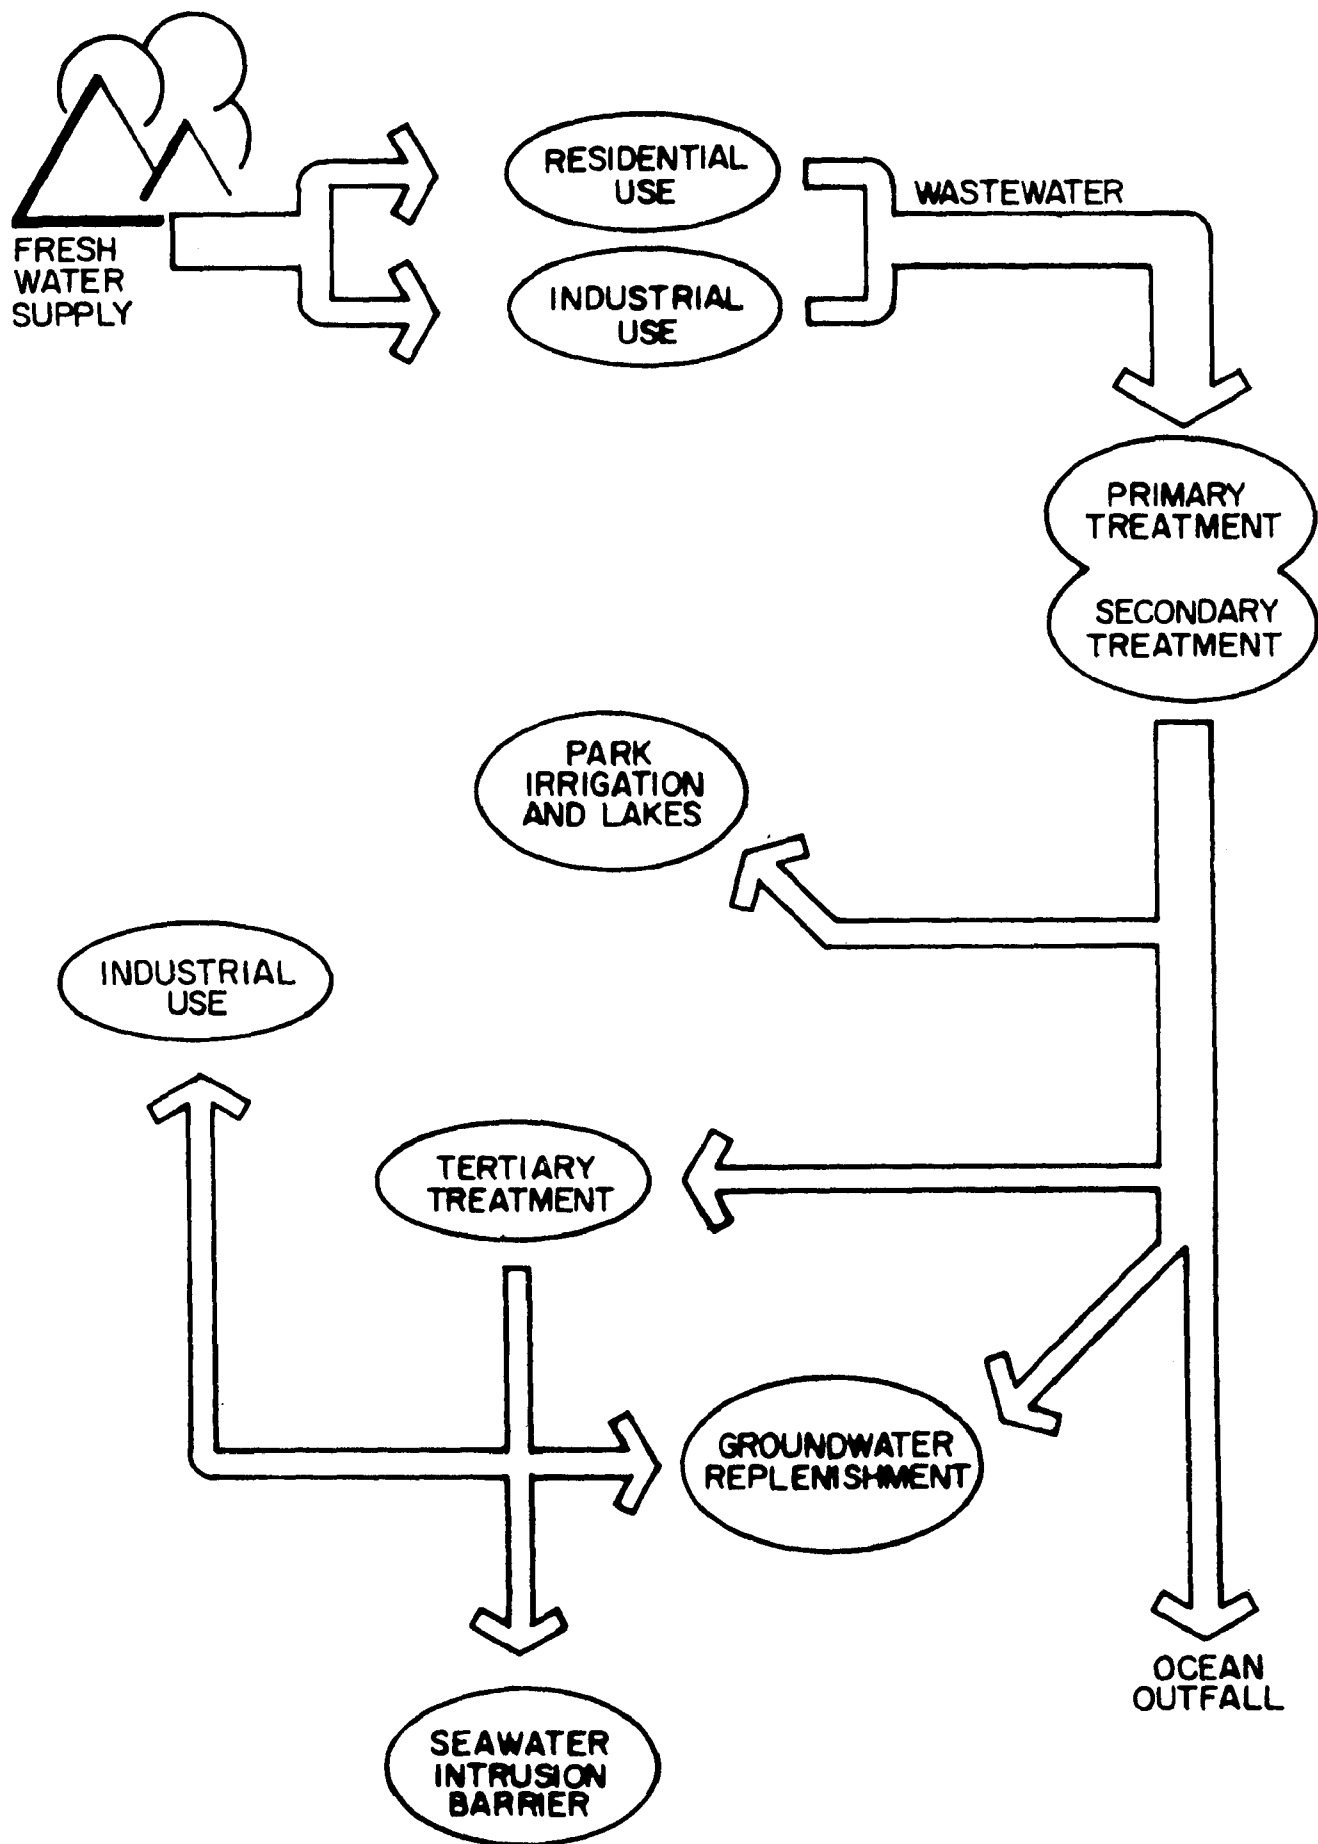 RESIDENTIAL
USE
WASTEWATER
FRESH
WATER
SUPPLY
INDUSTRIAL
USE
PRIMARY
TREATMENT
SECONDARY
TREATMENT
PARK
IRRIGATION
AND LAKES
INDUSTRIAL
USE
TERTIARY
TREATMENT
GROUNDWATER
REPLENISHMENT
OCEAN
OUTFALL
SEAWATER
INTRUSION
BARRIER